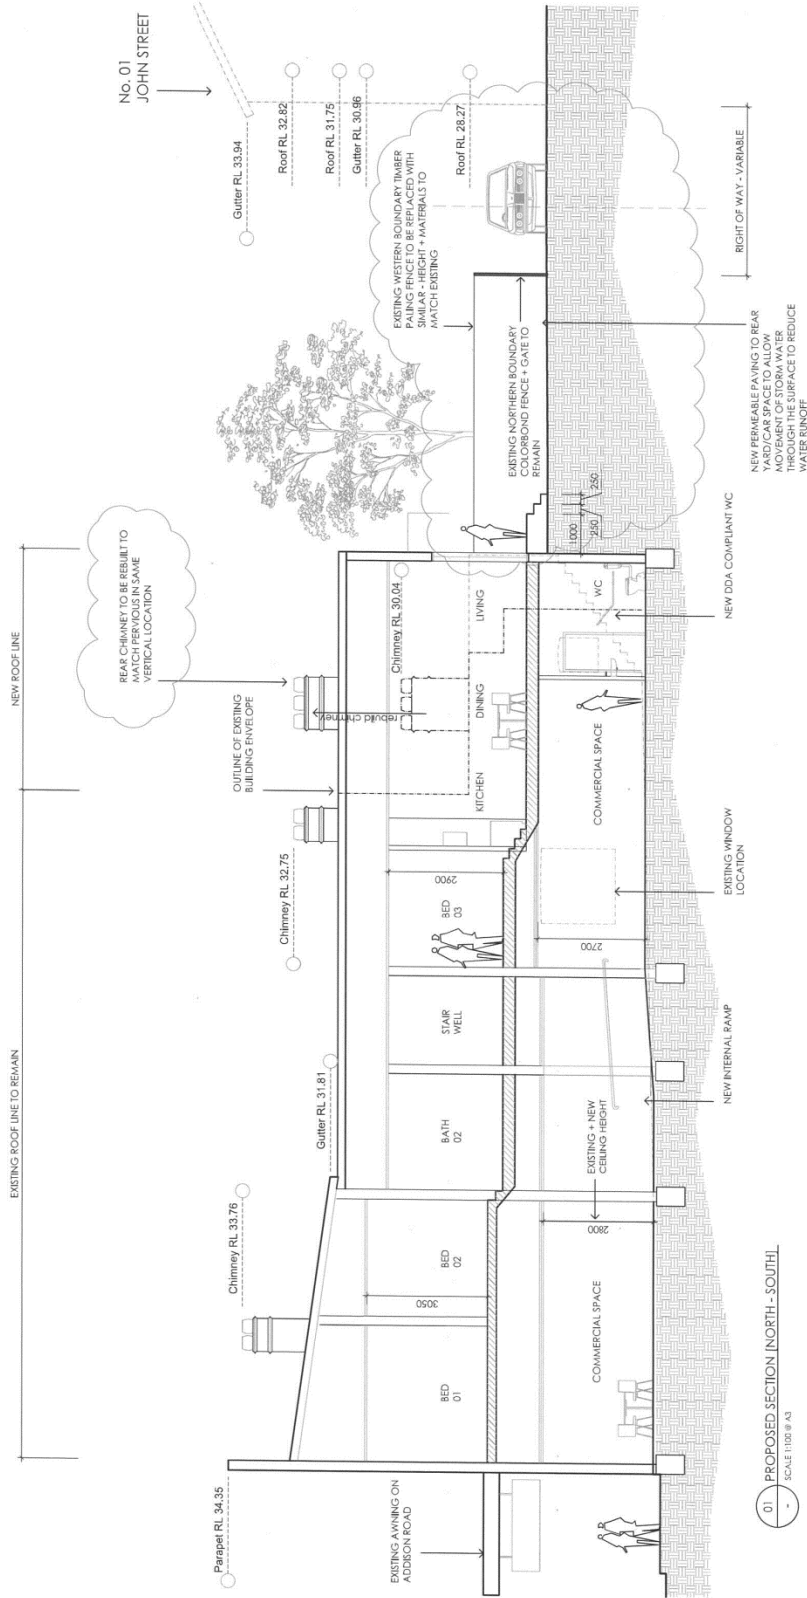 EXISTING ROOF LINE TO REMAIN
NEW ROOF LINE
No. 01
JOHN STREET
Parapet RL 34.35
Chimney RL 33.76
Gutter RL 31.81
Chimney RL 32.75
REAR CHIMNEY TO BE REBUILT TO
MATCH PERVIOUS IN SAME
VERTICAL LOCATION
OUTLINE OF EXISTING
BUILDING ENVELOPE
Gutter RL 33.94
Roof RL 32.82
Roof RL 31.75
Gutter RL 30.96
Roof RL 28.27
EXISTING WESTERN BOUNDARY TIMBER
PALING FENCE TO BE REPLACED WITH
SIMILAR - HEIGHT + MATERIALS TO
MATCH EXISTING
rebuild chimney
Chimney RL 30.04
EXISTING AWNING ON
ADDISON ROAD
BED
01
3050
BED
02
BATH
02
STAIR
WELL
BED
03
2900
KITCHEN
DINING
LIVING
EXISTING NORTHERN BOUNDARY
COLORBOND FENCE + GATE TO
REMAIN
COMMERCIAL SPACE
2800
EXISTING + NEW
CEILING HEIGHT
2700
COMMERCIAL SPACE
WC
250
1000
250
NEW INTERNAL RAMP
EXISTING WINDOW
LOCATION
NEW DDA COMPLIANT WC
NEW PERMEABLE PAVING TO REAR
YARD/CAR SPACE TO ALLOW
MOVEMENT OF STORM WATER
THROUGH THE SURFACE TO REDUCE
WATER RUNOFF
RIGHT OF WAY - VARIABLE
01
-
PROPOSED SECTION [NORTH - SOUTH]
SCALE 1:100 @ A3